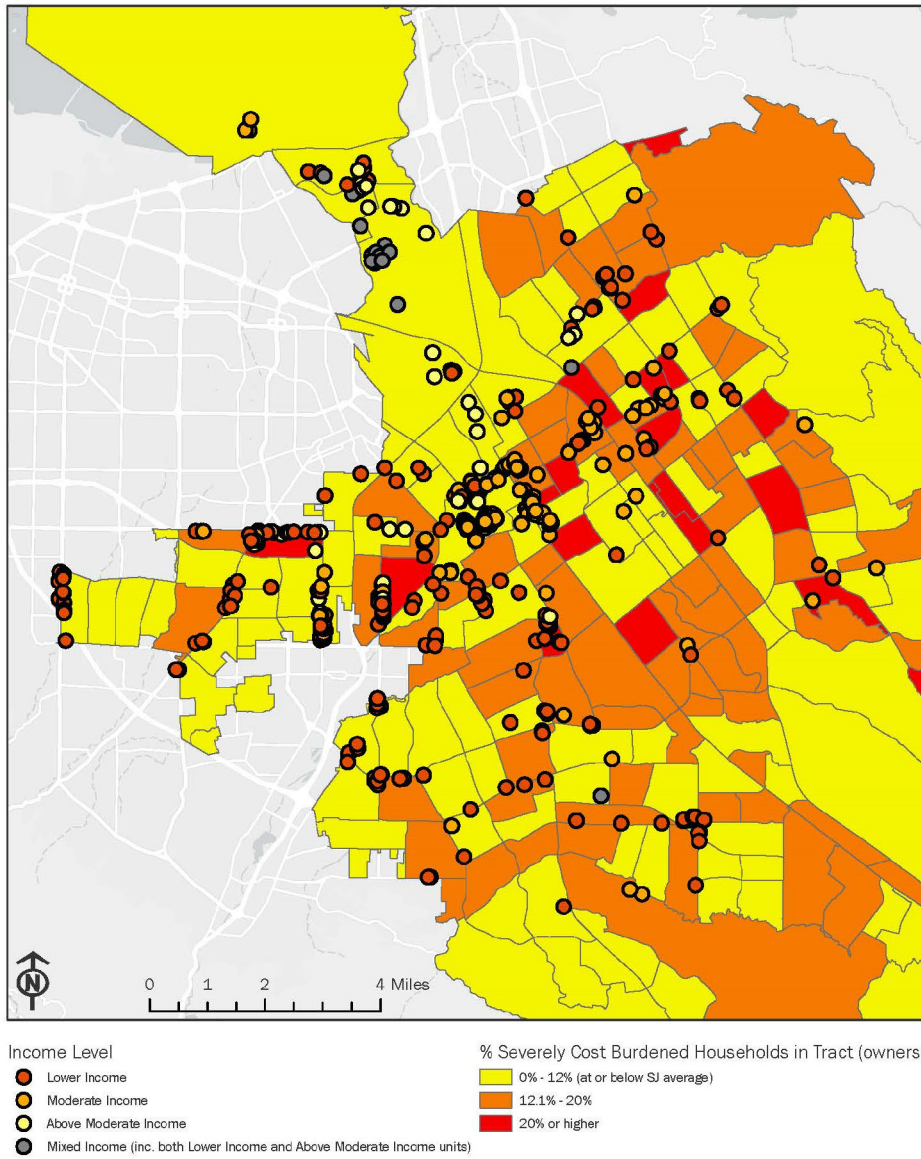 N
0 1 2 4 Miles
Income Level
Lower Income
Moderate Income
Above Moderate Income
Mixed Income (inc. both Lower Income and Above Moderate Income units)
% Severely Cost Burdened Households in Tract (owners
0% - 12% (at or below SJ average)
12.1% - 20%
20% or higher